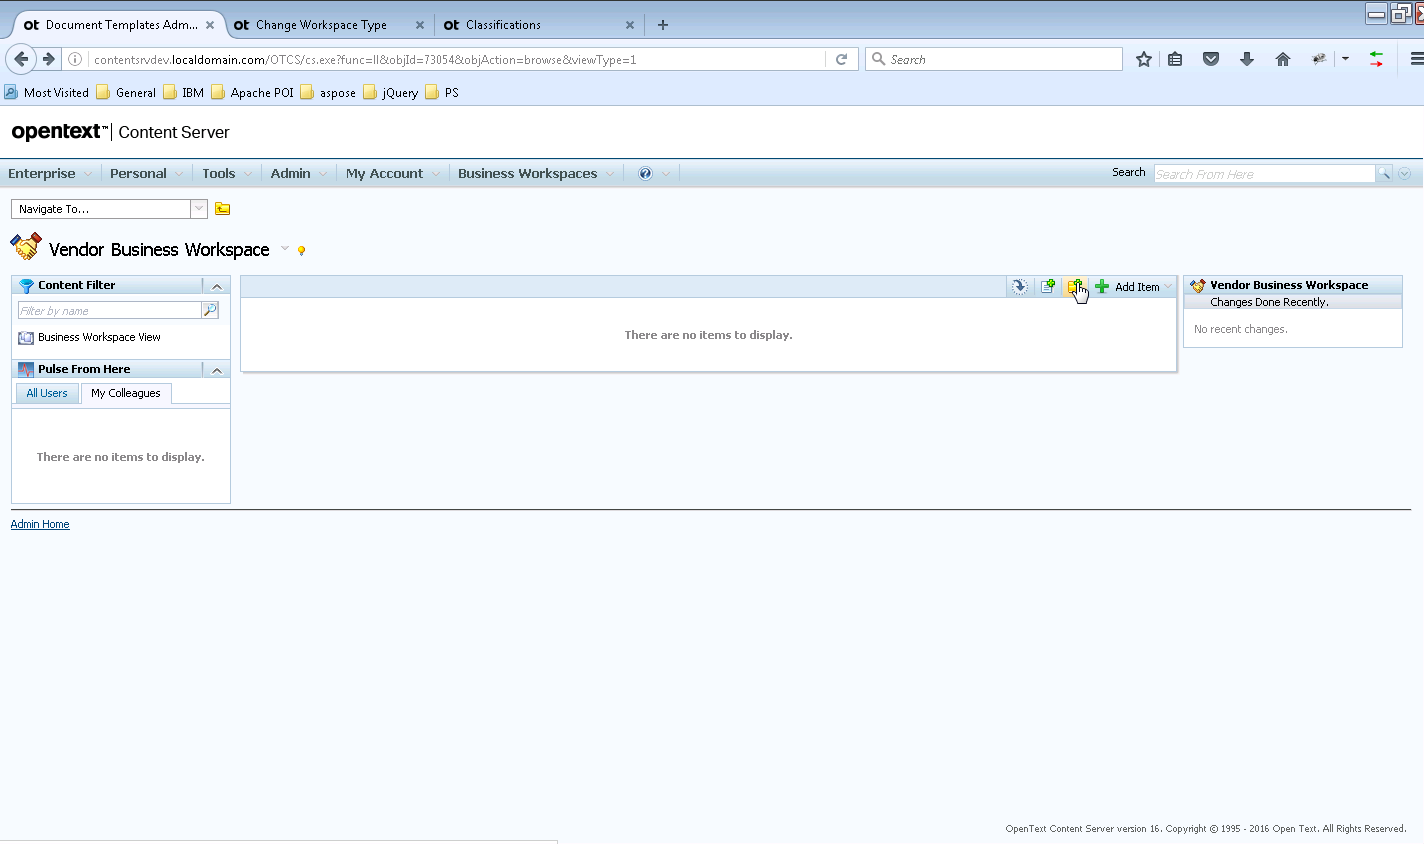 Document Templates Adm...
Change Workspace Type
Classifications
contentsrvdev.localdomain.com/OTCS/cs.exe?func=ll&objId=73054&objAction=browse&viewType=1
Search
Most Visited General IBM Apache POI aspose jQuery PS
opentext™ | Content Server
Enterprise Personal Tools Admin My Account Business Workspaces
Search Search From Here
Navigate To...
Vendor Business Workspace
Content Filter
Filter by name
Business Workspace View
Pulse From Here
All Users My Colleagues
There are no items to display.
Add Item
There are no items to display.
Vendor Business Workspace
Changes Done Recently.
No recent changes.
Admin Home
OpenText Content Server version 16. Copyright © 1995 - 2016 Open Text. All Rights Reserved.